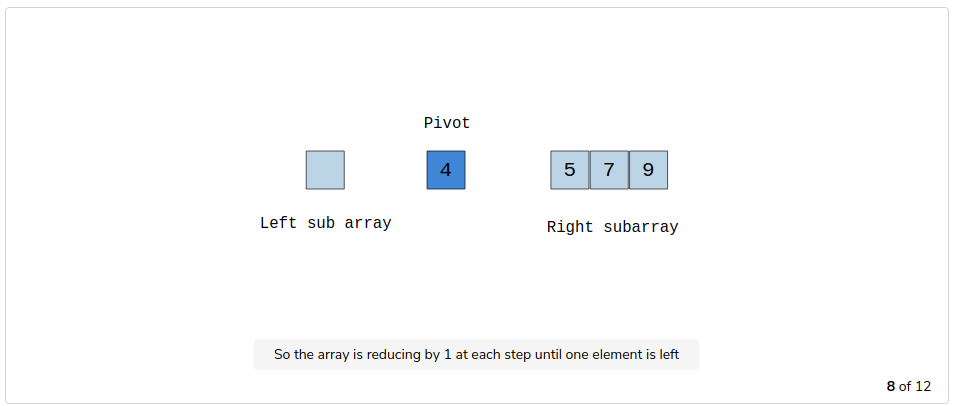 Pivot
4
5 7 9
Left sub array
Right subarray
So the array is reducing by 1 at each step until one element is left
8 of 12